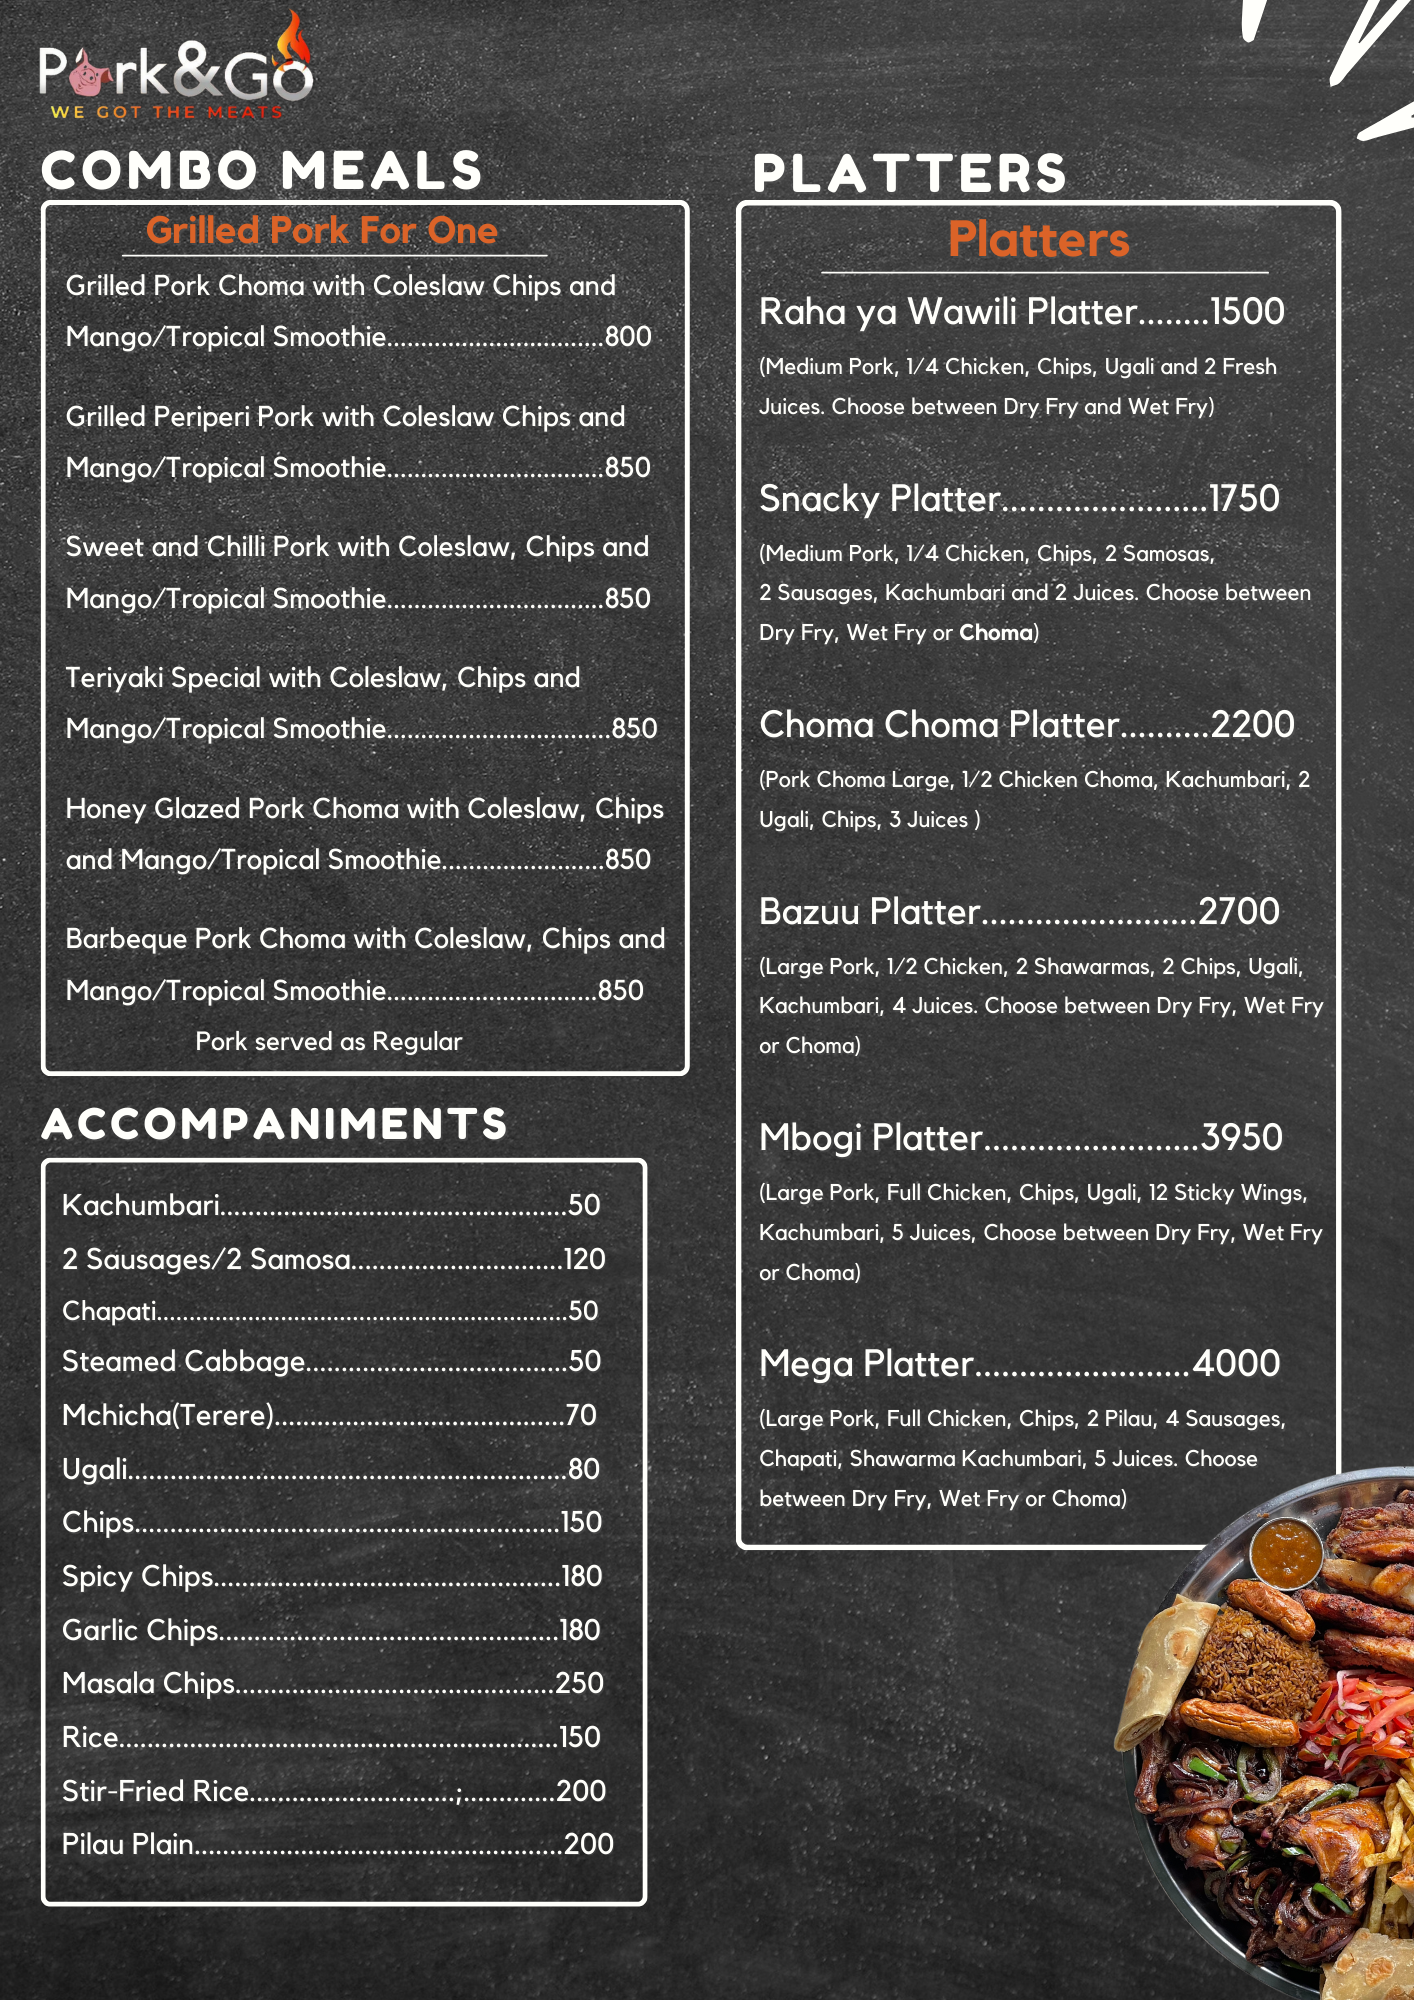 Pork&Go
WE GOT THE MEATS
COMBO MEALS
Grilled Pork For One
Grilled Pork Choma with Coleslaw Chips and
Mango/Tropical Smoothie................................800
Grilled Periperi Pork with Coleslaw Chips and
Mango/Tropical Smoothie................................850
Sweet and Chilli Pork with Coleslaw, Chips and
Mango/Tropical Smoothie................................850
Teriyaki Special with Coleslaw, Chips and
Mango/Tropical Smoothie.................................850
Honey Glazed Pork Choma with Coleslaw, Chips
and Mango/Tropical Smoothie........................850
Barbeque Pork Choma with Coleslaw, Chips and
Mango/Tropical Smoothie...............................850
Pork served as Regular
ACCOMPANIMENTS
Kachumbari.................................................50
2 Sausages/2 Samosa..............................120
Chapati...................................................................50
Steamed Cabbage.....................................50
Mchicha(Terere).........................................70
Ugali..............................................................80
Chips............................................................150
Spicy Chips.................................................180
Garlic Chips................................................180
Masala Chips.............................................250
Rice..............................................................150
Stir-Fried Rice.............................;.............200
Pilau Plain....................................................200
PLATTERS
Platters
Raha ya Wawili Platter........1500
(Medium Pork, 1/4 Chicken, Chips, Ugali and 2 Fresh
Juices. Choose between Dry Fry and Wet Fry)
Snacky Platter.......................1750
(Medium Pork, 1/4 Chicken, Chips, 2 Samosas,
2 Sausages, Kachumbari and 2 Juices. Choose between
Dry Fry, Wet Fry or Choma)
Choma Choma Platter..........2200
(Pork Choma Large, 1/2 Chicken Choma, Kachumbari, 2
Ugali, Chips, 3 Juices )
Bazuu Platter........................2700
(Large Pork, 1/2 Chicken, 2 Shawarmas, 2 Chips, Ugali,
Kachumbari, 4 Juices. Choose between Dry Fry, Wet Fry
or Choma)
Mbogi Platter........................3950
(Large Pork, Full Chicken, Chips, Ugali, 12 Sticky Wings,
Kachumbari, 5 Juices, Choose between Dry Fry, Wet Fry
or Choma)
Mega Platter........................4000
(Large Pork, Full Chicken, Chips, 2 Pilau, 4 Sausages,
Chapati, Shawarma Kachumbari, 5 Juices. Choose
between Dry Fry, Wet Fry or Choma)